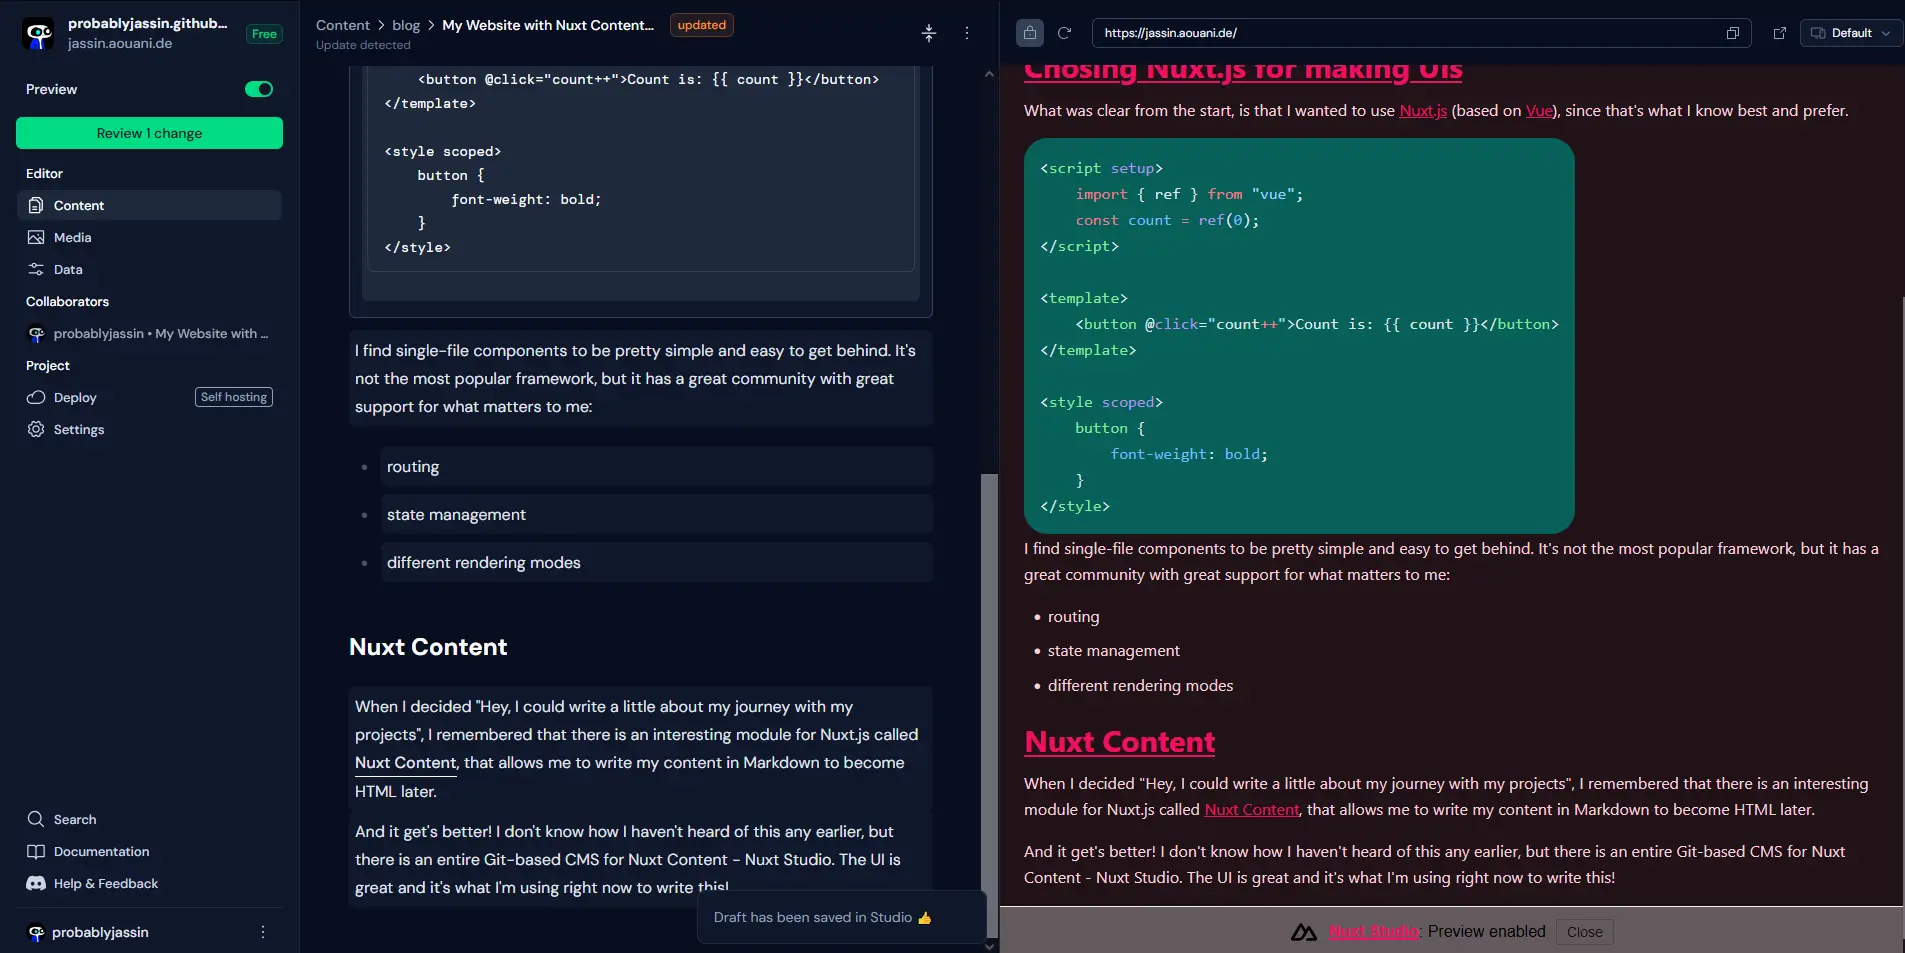 probablyjassin.github...
jassin.aouani.de
Free
Preview
Review 1 change
Editor
Content
Media
Data
Collaborators
probablyjassin • My Website with ...
Project
Deploy
Self hosting
Settings
Search
Documentation
Help & Feedback
probablyjassin
Content > blog > My Website with Nuxt Content...
updated
Update detected
<button @click="count++">Count is: {{ count }}</button>
</template>
<style scoped>
button {
font-weight: bold;
}
</style>
I find single-file components to be pretty simple and easy to get behind. It's
not the most popular framework, but it has a great community with great
support for what matters to me:
routing
state management
different rendering modes
Nuxt Content
When I decided "Hey, I could write a little about my journey with my
projects", I remembered that there is an interesting module for Nuxt.js called
Nuxt Content, that allows me to write my content in Markdown to become
HTML later.
And it get's better! I don't know how I haven't heard of this any earlier, but
there is an entire Git-based CMS for Nuxt Content - Nuxt Studio. The UI is
great and it's what I'm using right now to write this!
Draft has been saved in Studio 👍
https://jassin.aouani.de/
Default
Chosing Nuxt.js for making UIs
What was clear from the start, is that I wanted to use Nuxt.js (based on Vue), since that's what I know best and prefer.
<script setup>
import { ref } from "vue";
const count = ref(0);
</script>
<template>
<button @click="count++">Count is: {{ count }}</button>
</template>
<style scoped>
button {
font-weight: bold;
}
</style>
I find single-file components to be pretty simple and easy to get behind. It's not the most popular framework, but it has a
great community with great support for what matters to me:
routing
state management
different rendering modes
Nuxt Content
When I decided "Hey, I could write a little about my journey with my projects", I remembered that there is an interesting
module for Nuxt.js called Nuxt Content, that allows me to write my content in Markdown to become HTML later.
And it get's better! I don't know how I haven't heard of this any earlier, but there is an entire Git-based CMS for Nuxt
Content - Nuxt Studio. The UI is great and it's what I'm using right now to write this!
Nuxt Studio: Preview enabled
Close